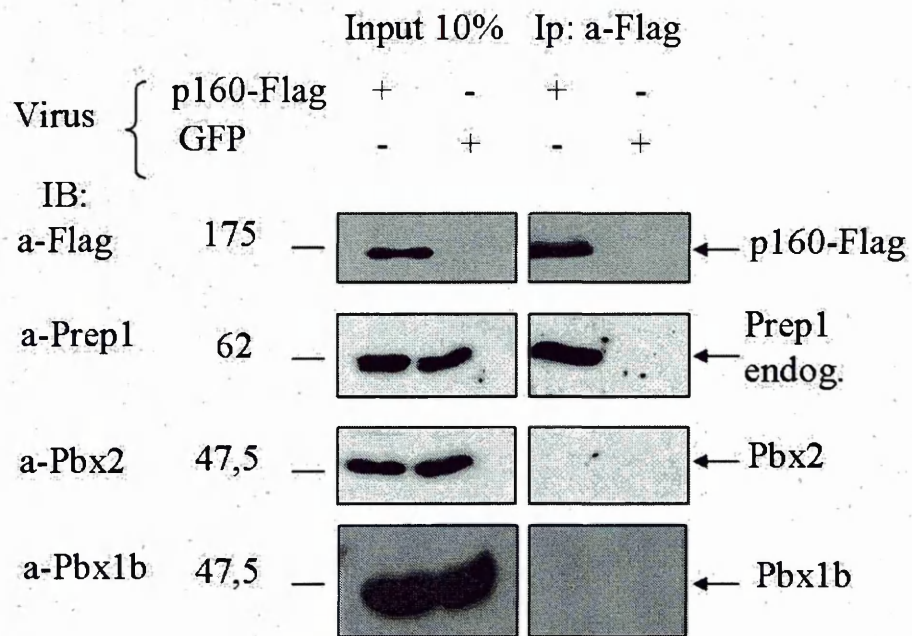 Input 10% Ip: a-Flag
p160-Flag + - + -
Virus {
GFP - + - +
IB:
a-Flag 175 p160-Flag
a-Prep1 62 Prep1
endog.
a-Pbx2 47,5 Pbx2
a-Pbx1b 47,5 Pbx1b